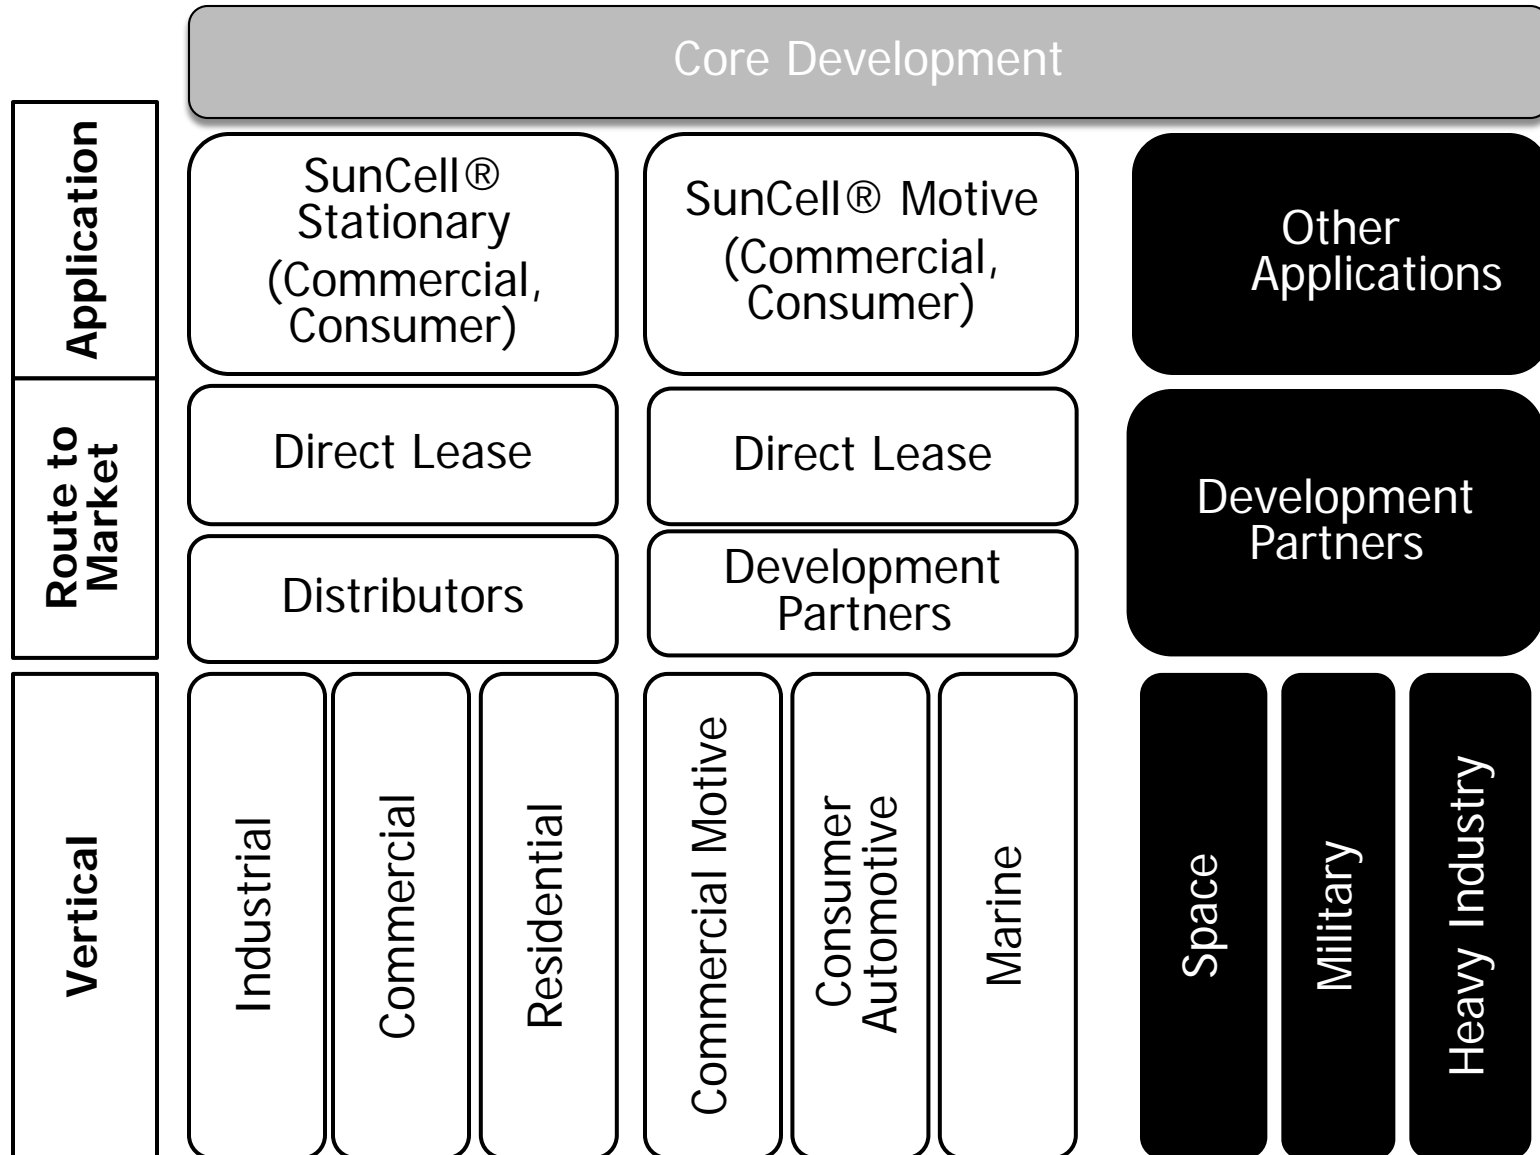 Core Development
Application
SunCell®
Stationary
(Commercial,
Consumer)
SunCell® Motive
(Commercial,
Consumer)
Other
Applications
Route to
Market
Direct Lease
Direct Lease
Development
Partners
Distributors
Development
Partners
Vertical
Industrial
Commercial
Residential
Commercial Motive
Consumer
Automotive
Marine
Space
Military
Heavy Industry